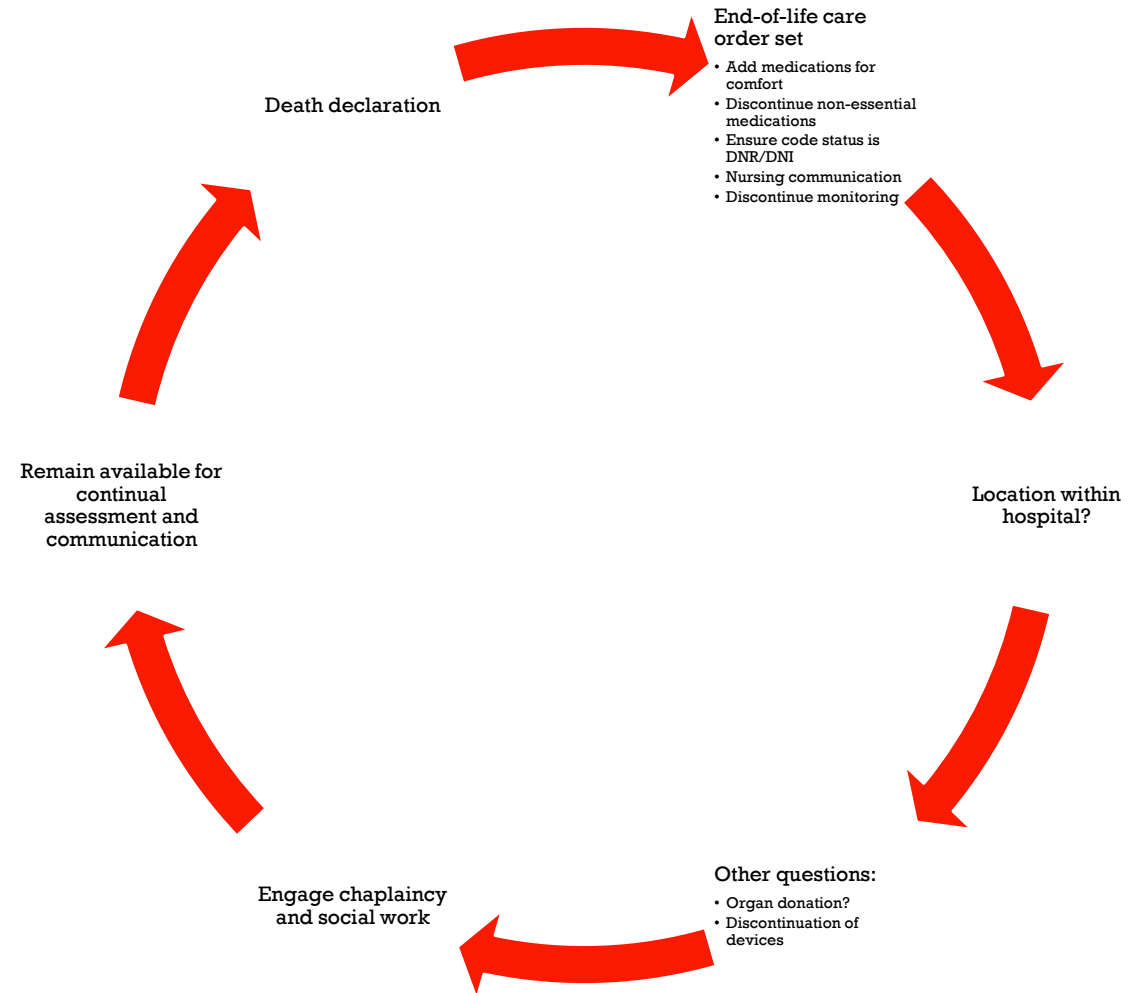 End-of-life care
order set
• Add medications for
comfort
• Discontinue non-essential
medications
• Ensure code status is
DNR/DNI
• Nursing communication
• Discontinue monitoring
Location within
hospital?
Other questions:
• Organ donation?
• Discontinuation of
devices
Engage chaplaincy
and social work
Remain available for
continual
assessment and
communication
Death declaration